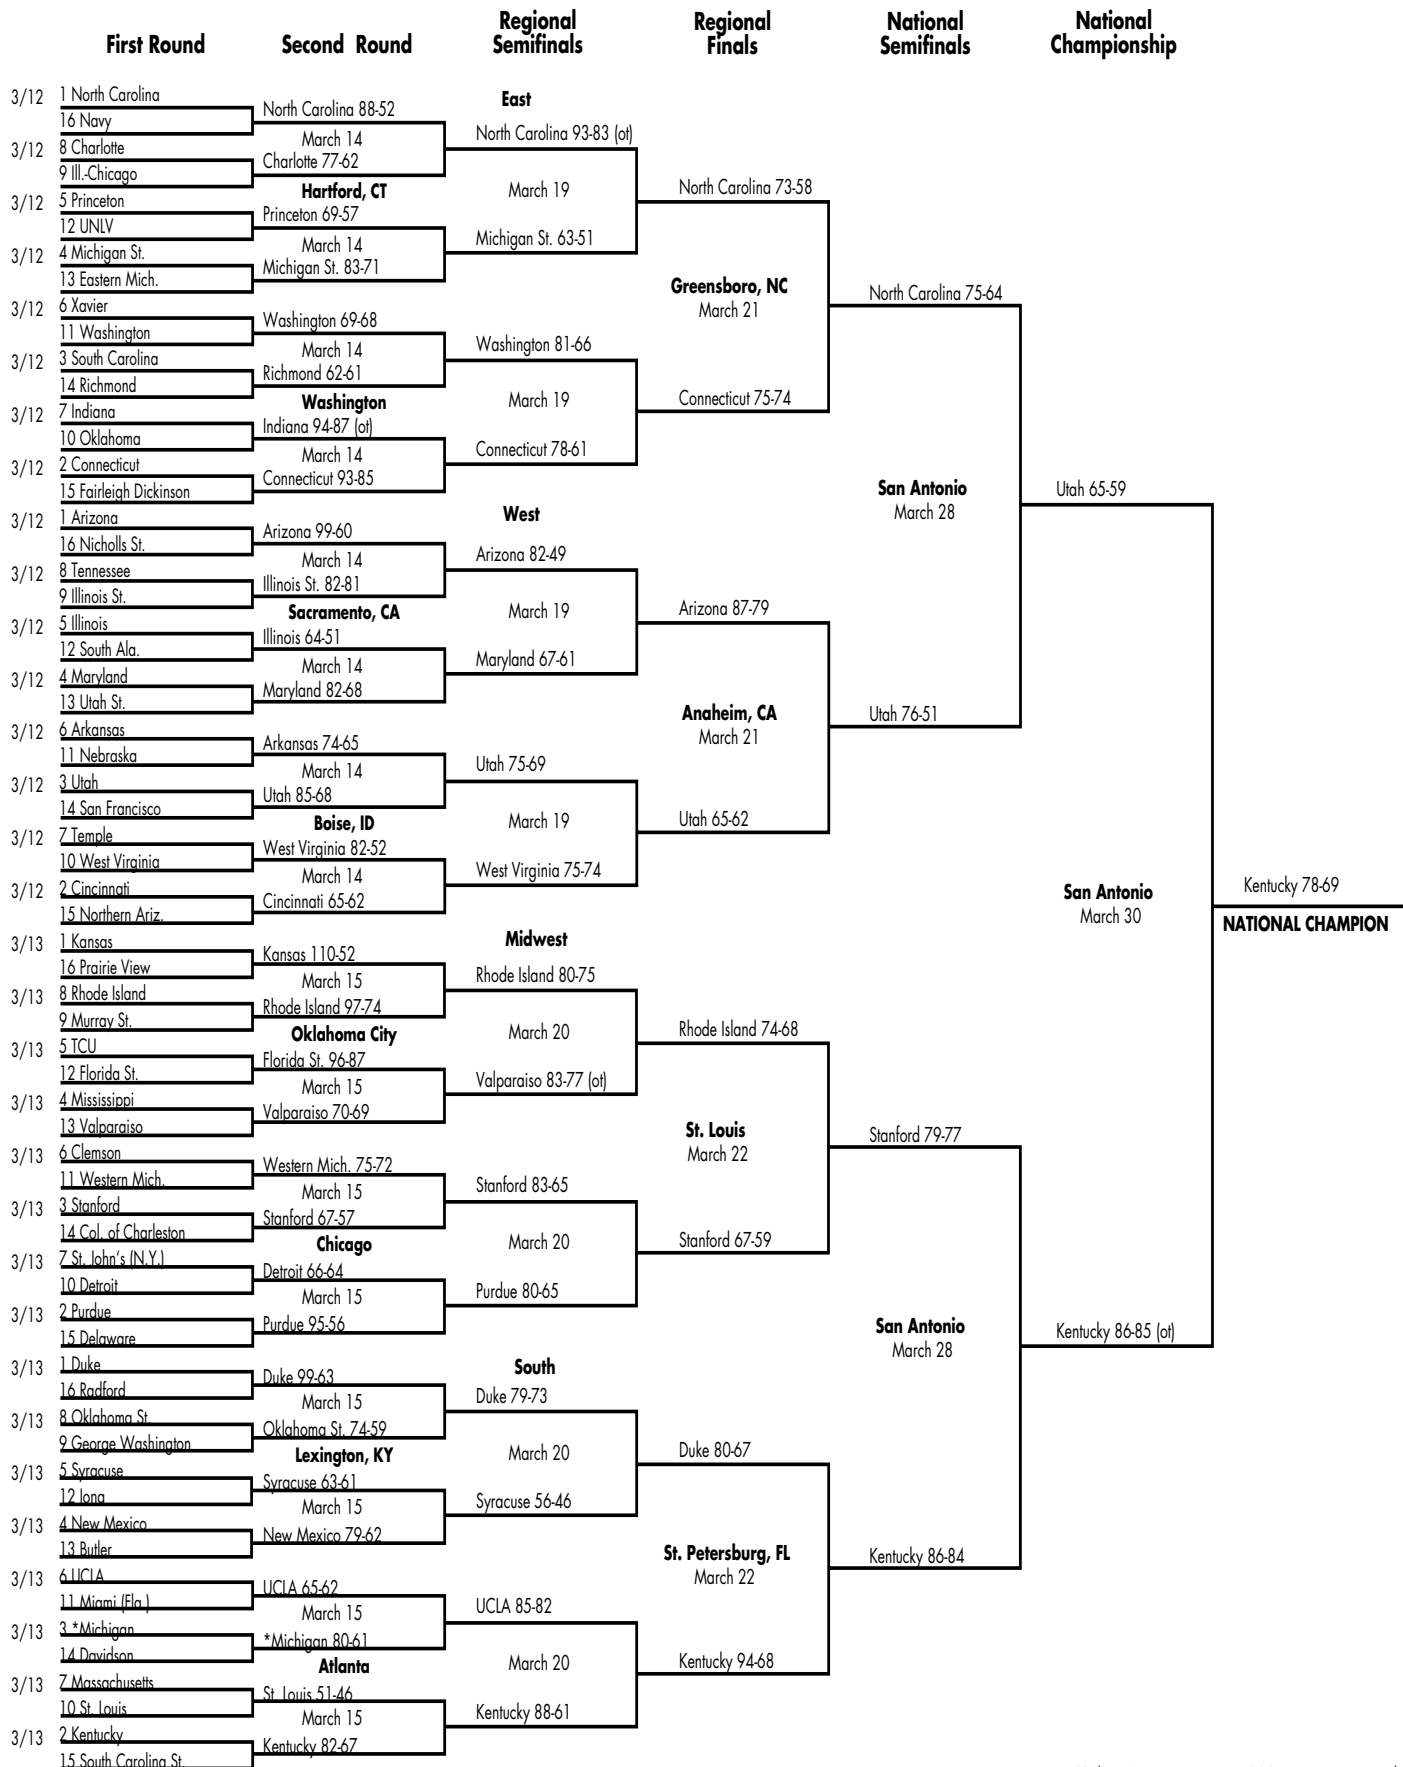 First Round
Second Round
Regional Semifinals
Regional Finals
National Semifinals
National Championship
3/12
1 North Carolina
16 Navy
3/12
8 Charlotte
9 Ill.-Chicago
3/12
5 Princeton
12 UNLV
3/12
4 Michigan St.
13 Eastern Mich.
3/12
6 Xavier
11 Washington
3/12
3 South Carolina
14 Richmond
3/12
7 Indiana
10 Oklahoma
3/12
2 Connecticut
15 Fairleigh Dickinson
3/12
1 Arizona
16 Nicholls St.
3/12
8 Tennessee
9 Illinois St.
3/12
5 Illinois
12 South Ala.
3/12
4 Maryland
13 Utah St.
3/12
6 Arkansas
11 Nebraska
3/12
3 Utah
14 San Francisco
3/12
7 Temple
10 West Virginia
3/12
2 Cincinnati
15 Northern Ariz.
3/13
1 Kansas
16 Prairie View
3/13
8 Rhode Island
9 Murray St.
3/13
5 TCU
12 Florida St.
3/13
4 Mississippi
13 Valparaiso
3/13
6 Clemson
11 Western Mich.
3/13
3 Stanford
14 Col. of Charleston
3/13
7 St. John's (N.Y.)
10 Detroit
3/13
2 Purdue
15 Delaware
3/13
1 Duke
16 Radford
3/13
8 Oklahoma St.
9 George Washington
3/13
5 Syracuse
12 Iona
3/13
4 New Mexico
13 Butler
3/13
6 UCLA
11 Miami (Fla.)
3/13
3 *Michigan
14 Davidson
3/13
7 Massachusetts
10 St. Louis
3/13
2 Kentucky
15 South Carolina St.
North Carolina 88-52
March 14
Charlotte 77-62
Hartford, CT
Princeton 69-57
March 14
Michigan St. 83-71
Washington 69-68
March 14
Richmond 62-61
Washington
Indiana 94-87 (ot)
March 14
Connecticut 93-85
Arizona 99-60
March 14
Illinois St. 82-81
Sacramento, CA
Illinois 64-51
March 14
Maryland 82-68
Arkansas 74-65
March 14
Utah 85-68
Boise, ID
West Virginia 82-52
March 14
Cincinnati 65-62
Kansas 110-52
March 15
Rhode Island 97-74
Oklahoma City
Florida St. 96-87
March 15
Valparaiso 70-69
Western Mich. 75-72
March 15
Stanford 67-57
Chicago
Detroit 66-64
March 15
Purdue 95-56
Duke 99-63
March 15
Oklahoma St. 74-59
Lexington, KY
Syracuse 63-61
March 15
New Mexico 79-62
UCLA 65-62
March 15
*Michigan 80-61
Atlanta
St. Louis 51-46
March 15
Kentucky 82-67
East
North Carolina 93-83 (ot)
March 19
Michigan St. 63-51
Washington 81-66
March 19
Connecticut 78-61
West
Arizona 82-49
March 19
Maryland 67-61
Utah 75-69
March 19
West Virginia 75-74
Midwest
Rhode Island 80-75
March 20
Valparaiso 83-77 (ot)
Stanford 83-65
March 20
Purdue 80-65
South
Duke 79-73
March 20
Syracuse 56-46
UCLA 85-82
March 20
Kentucky 88-61
North Carolina 73-58
Greensboro, NC
March 21
Connecticut 75-74
Arizona 87-79
Anaheim, CA
March 21
Utah 65-62
Rhode Island 74-68
St. Louis
March 22
Stanford 67-59
Duke 80-67
St. Petersburg, FL
March 22
Kentucky 94-68
North Carolina 75-64
San Antonio
March 28
Utah 76-51
Stanford 79-77
San Antonio
March 28
Kentucky 86-84
Utah 65-59
San Antonio
March 30
Kentucky 86-85 (ot)
Kentucky 78-69
NATIONAL CHAMPION